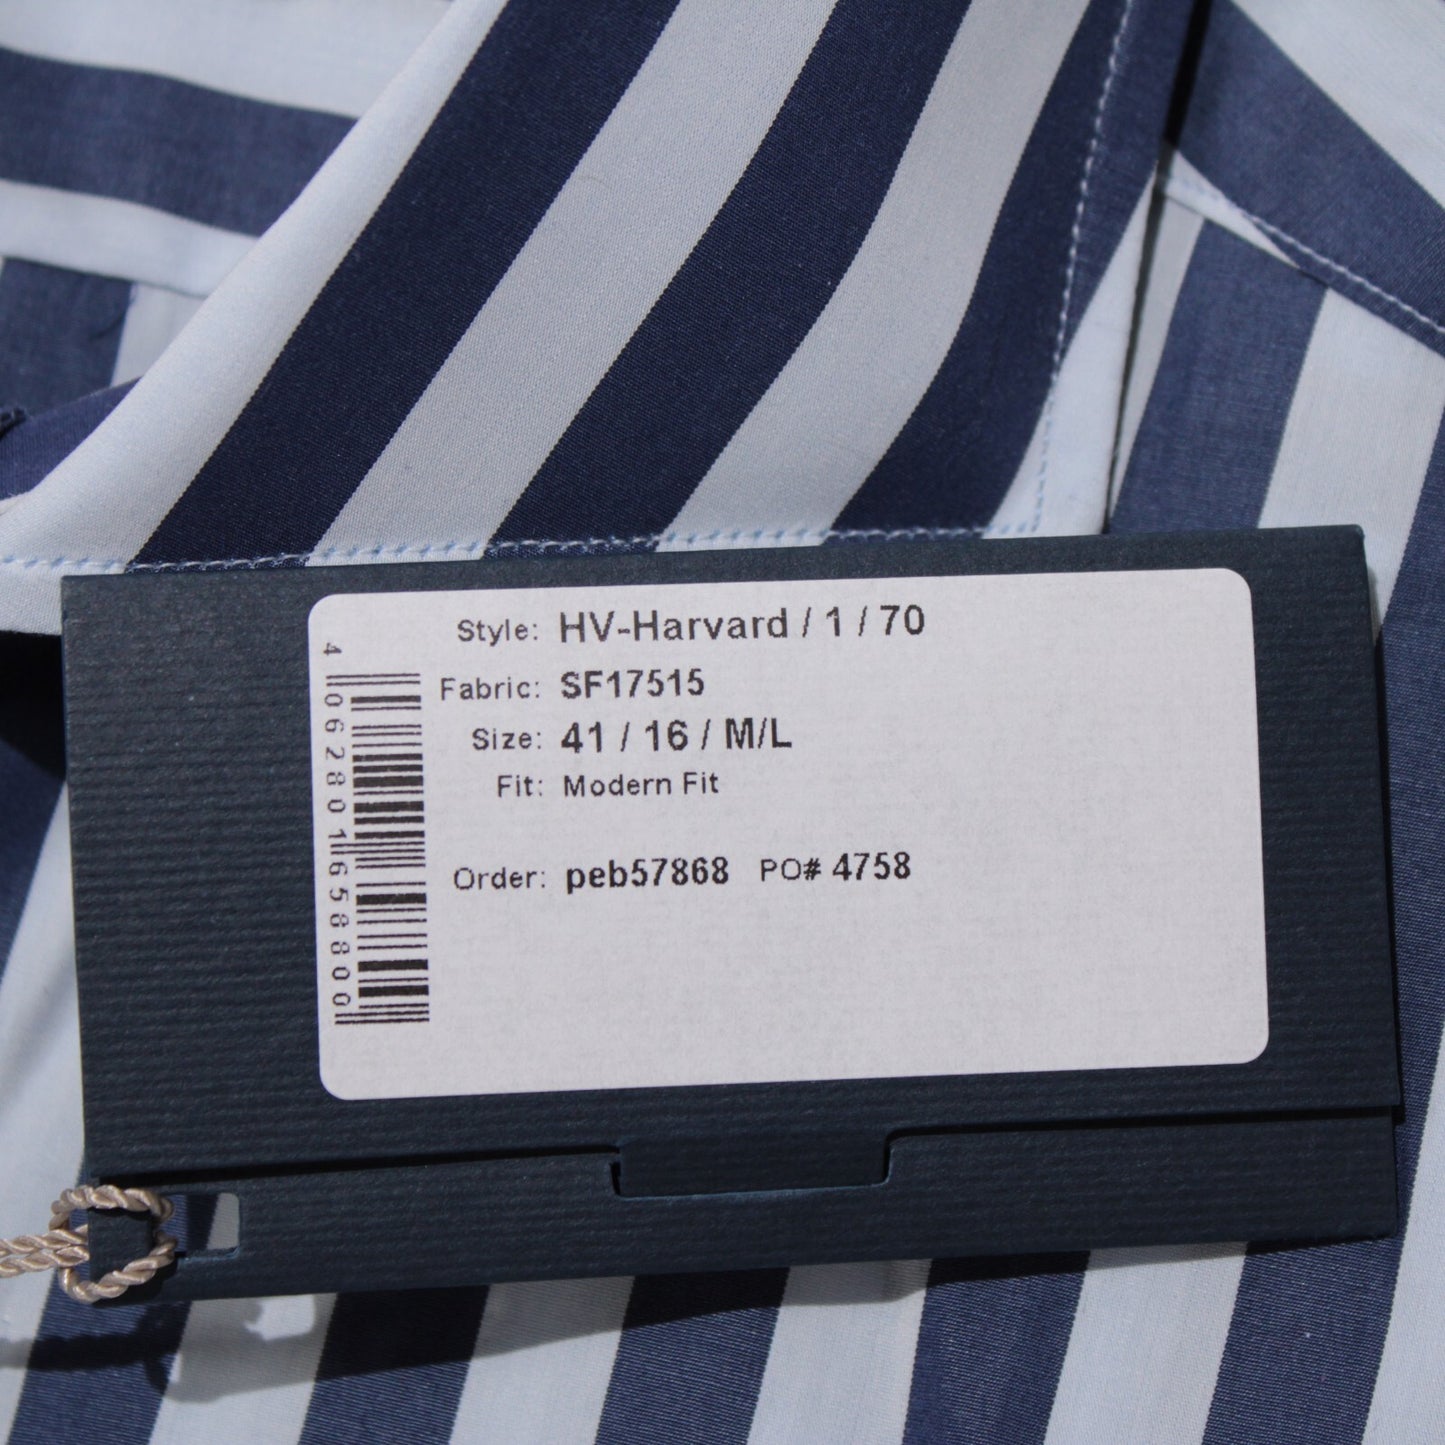 Style: HV-Harvard / 1 / 70
Fabric: SF17515
Size: 41 / 16 / M/L
Fit: Modern Fit
Order: peb57868 PO# 4758
4 062801 658800